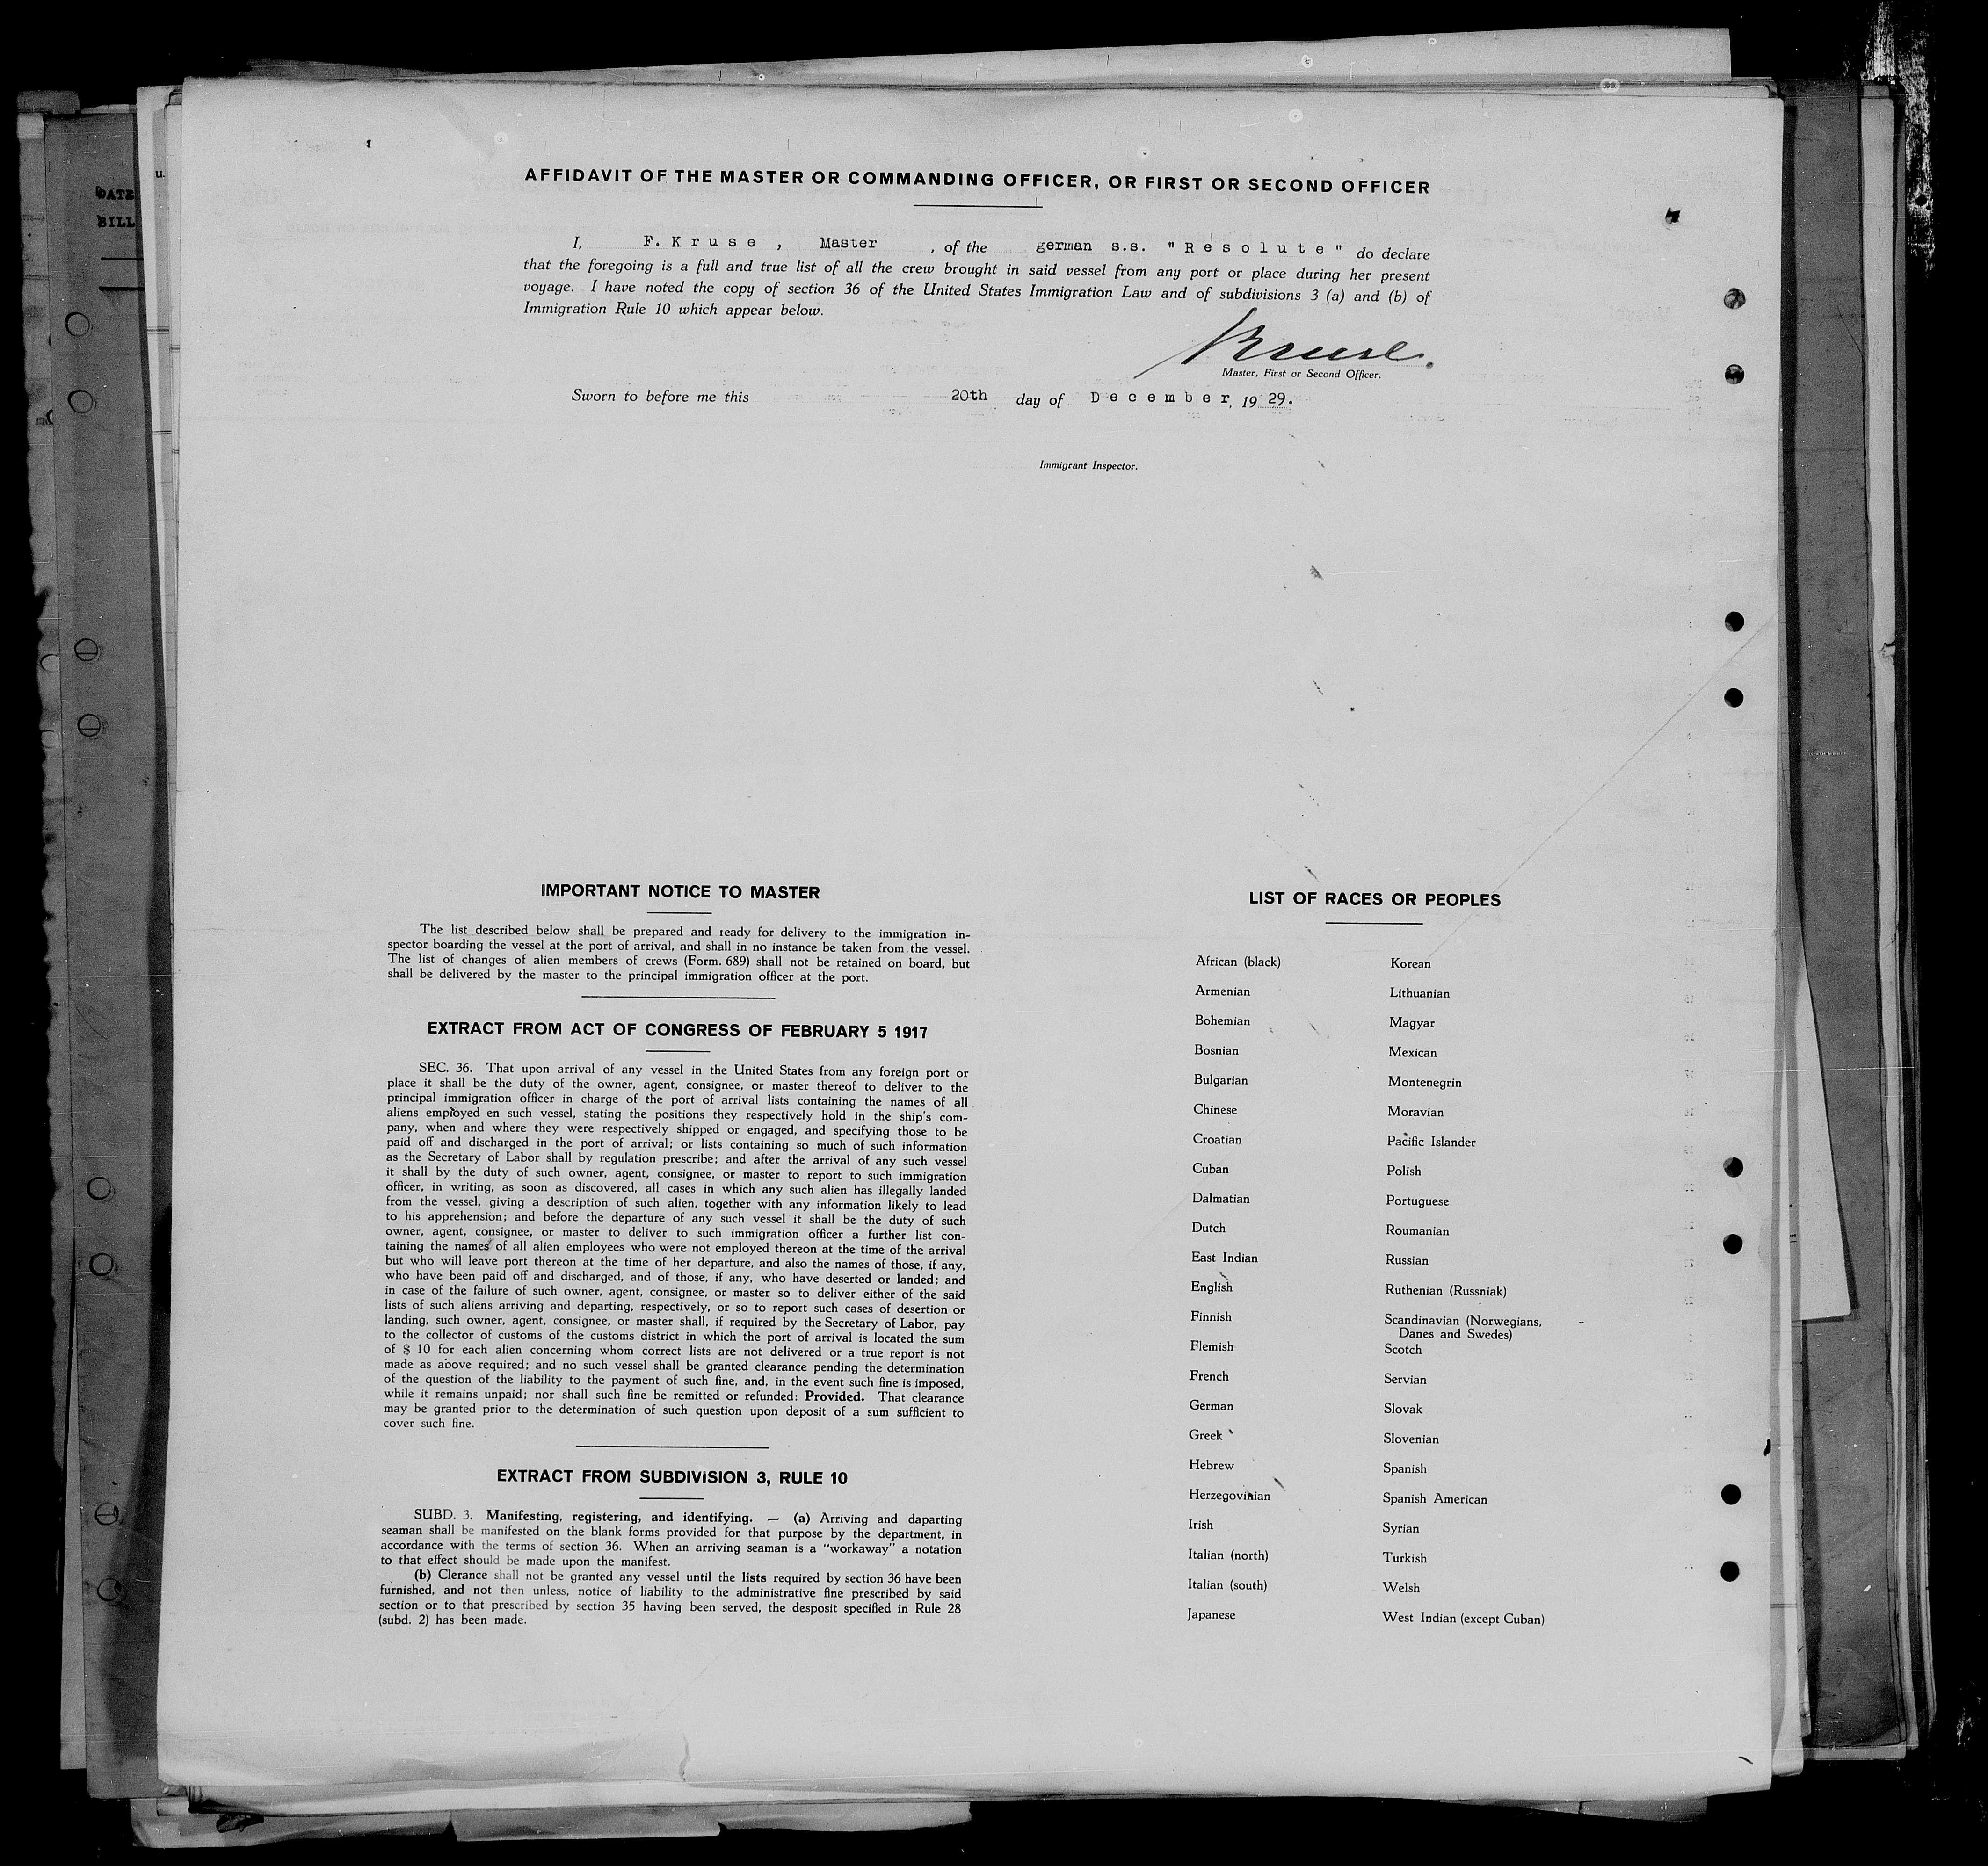 DATE
BILL
u.
AFFIDAVIT OF THE MASTER OR COMMANDING OFFICER, OR FIRST OR SECOND OFFICER
I, F. Kruse, Master, of the german s.s. "Resolute" do declare
that the foregoing is a full and true list of all the crew brought in said vessel from any port or place during her present
voyage. I have noted the copy of section 36 of the United States Immigration Law and of subdivisions 3 (a) and (b) of
Immigration Rule 10 which appear below.
Kruse.
Master, First or Second Officer.
Sworn to before me this 20th day of December, 19 29.
Immigrant Inspector.
IMPORTANT NOTICE TO MASTER
The list described below shall be prepared and ready for delivery to the immigration in-
spector boarding the vessel at the port of arrival, and shall in no instance be taken from the vessel.
The list of changes of alien members of crews (Form. 689) shall not be retained on board, but
shall be delivered by the master to the principal immigration officer at the port.
EXTRACT FROM ACT OF CONGRESS OF FEBRUARY 5 1917
SEC. 36. That upon arrival of any vessel in the United States from any foreign port or
place it shall be the duty of the owner, agent, consignee, or master thereof to deliver to the
principal immigration officer in charge of the port of arrival lists containing the names of all
aliens employed en such vessel, stating the positions they respectively hold in the ship's com-
pany, when and where they were respectively shipped or engaged, and specifying those to be
paid off and discharged in the port of arrival; or lists containing so much of such information
as the Secretary of Labor shall by regulation prescribe; and after the arrival of any such vessel
it shall by the duty of such owner, agent, consignee, or master to report to such immigration
officer, in writing, as soon as discovered, all cases in which any such alien has illegally landed
from the vessel, giving a description of such alien, together with any information likely to lead
to his apprehension; and before the departure of any such vessel it shall be the duty of such
owner, agent, consignee, or master to deliver to such immigration officer a further list con-
taining the names of all alien employees who were not employed thereon at the time of the arrival
but who will leave port thereon at the time of her departure, and also the names of those, if any,
who have been paid off and discharged, and of those, if any, who have deserted or landed; and
in case of the failure of such owner, agent, consignee, or master so to deliver either of the said
lists of such aliens arriving and departing, respectively, or so to report such cases of desertion or
landing, such owner, agent, consignee, or master shall, if required by the Secretary of Labor, pay
to the collector of customs of the customs district in which the port of arrival is located the sum
of $ 10 for each alien concerning whom correct lists are not delivered or a true report is not
made as above required; and no such vessel shall be granted clearance pending the determination
of the question of the liability to the payment of such fine, and, in the event such fine is imposed,
while it remains unpaid; nor shall such fine be remitted or refunded: Provided. That clearance
may be granted prior to the determination of such question upon deposit of a sum sufficient to
cover such fine.
EXTRACT FROM SUBDIVISION 3, RULE 10
SUBD. 3. Manifesting, registering, and identifying. — (a) Arriving and daparting
seaman shall be manifested on the blank forms provided for that purpose by the department, in
accordance with the terms of section 36. When an arriving seaman is a "workaway" a notation
to that effect should be made upon the manifest.
(b) Clerance shall not be granted any vessel until the lists required by section 36 have been
furnished, and not then unless, notice of liability to the administrative fine prescribed by said
section or to that prescribed by section 35 having been served, the desposit specified in Rule 28
(subd. 2) has been made.
LIST OF RACES OR PEOPLES
African (black)
Armenian
Bohemian
Bosnian
Bulgarian
Chinese
Croatian
Cuban
Dalmatian
Dutch
East Indian
English
Finnish
Flemish
French
German
Greek
Hebrew
Herzegovinian
Irish
Italian (north)
Italian (south)
Japanese
Korean
Lithuanian
Magyar
Mexican
Montenegrin
Moravian
Pacific Islander
Polish
Portuguese
Roumanian
Russian
Ruthenian (Russniak)
Scandinavian (Norwegians,
Danes and Swedes)
Scotch
Servian
Slovak
Slovenian
Spanish
Spanish American
Syrian
Turkish
Welsh
West Indian (except Cuban)